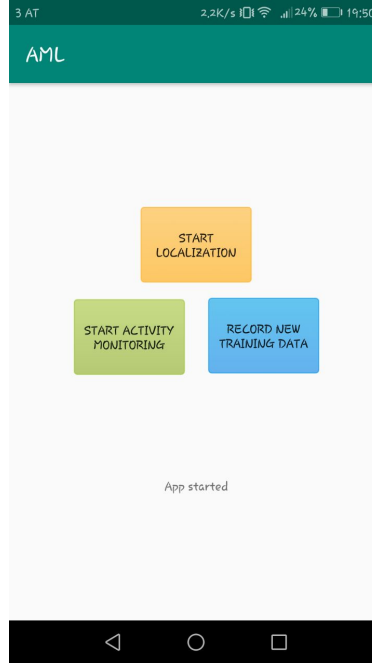 3 AT 2,2K/s 24% 19:50
AML
START
LOCALIZATION
START ACTIVITY
MONITORING
RECORD NEW
TRAINING DATA
App started